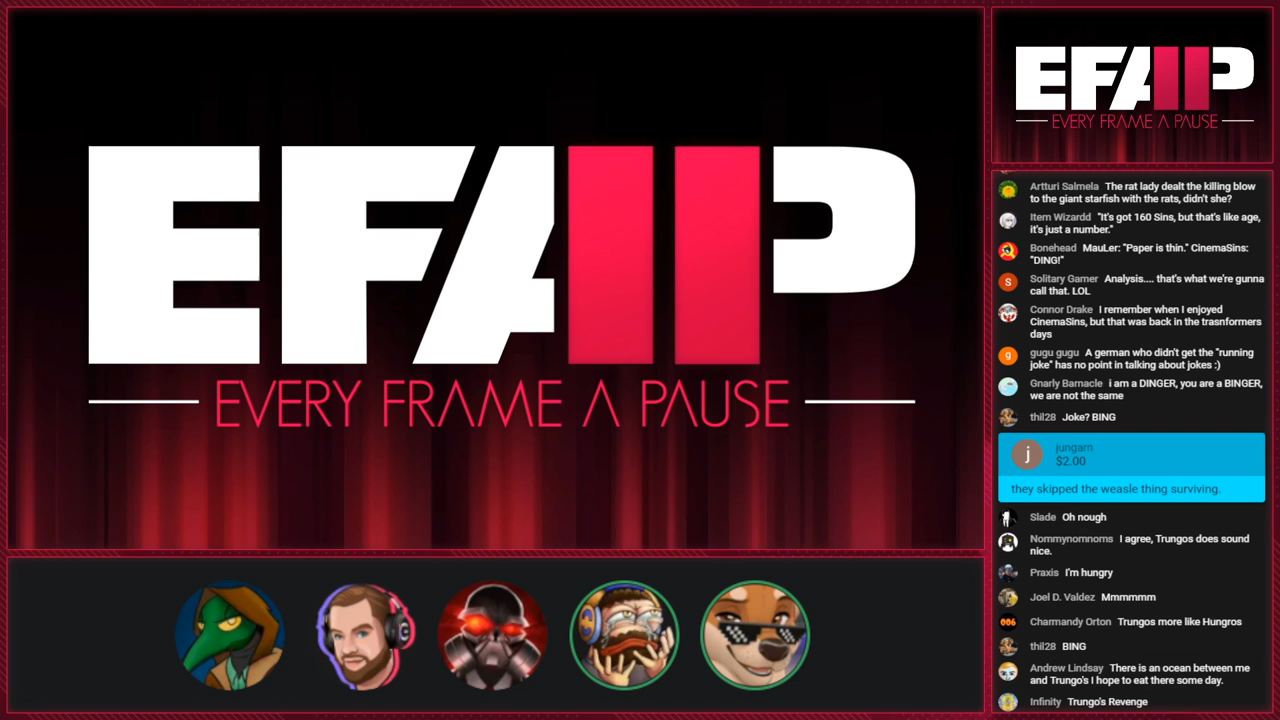 EFAP
EVERY FRAME A PAUSE
EFAP
EVERY FRAME A PAUSE
Artturi Salmela The rat lady dealt the killing blow
to the giant starfish with the rats, didn't she?
Item Wizardd "It's got 160 Sins, but that's like age,
it's just a number."
Bonehead MauLer: "Paper is thin." CinemaSins:
"DING!"
S
Solitary Gamer Analysis.... that's what we're gunna
call that. LOL
Connor Drake I remember when I enjoyed
CinemaSins, but that was back in the trasnformers
days
g
gugu gugu A german who didn't get the "running
joke" has no point in talking about jokes :)
Gnarly Barnacle i am a DINGER, you are a BINGER,
we are not the same
thil28 Joke? BING
j
jungarn
$2.00
they skipped the weasle thing surviving.
Slade Oh nough
Nommynomnoms I agree, Trungos does sound
nice.
Praxis I'm hungry
Joel D. Valdez Mmmmmm
Charmandy Orton Trungos more like Hungros
thil28 BING
Andrew Lindsay There is an ocean between me
and Trungo's I hope to eat there some day.
Infinity Trungo's Revenge